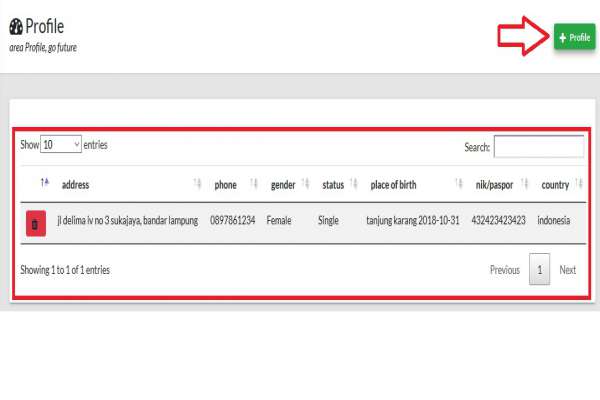 Profile
area Profile, go future
+ Profile
Show 10 entries
Search:
address phone gender status place of birth nik/paspor country
jl delima iv no 3 sukajaya, bandar lampung 0897861234 Female Single tanjung karang 2018-10-31 432423423423 indonesia
Showing 1 to 1 of 1 entries
Previous 1 Next